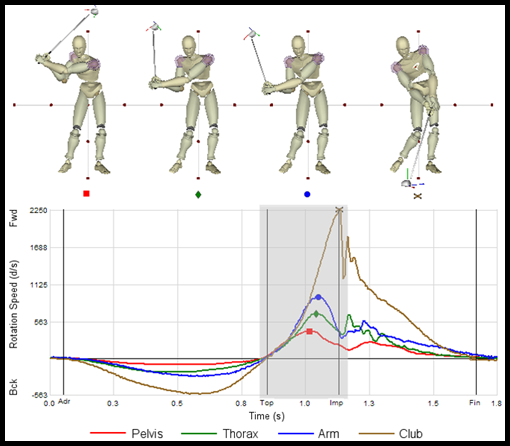 2250
1688
1125
563
-563
Fwd
Rotation Speed (d/s)
Bck
0.0 Adr 0.3 0.5 0.8 Top 1.0 Imp 1.3 1.5 Fin 1.8
Time (s)
Pelvis Thorax Arm Club